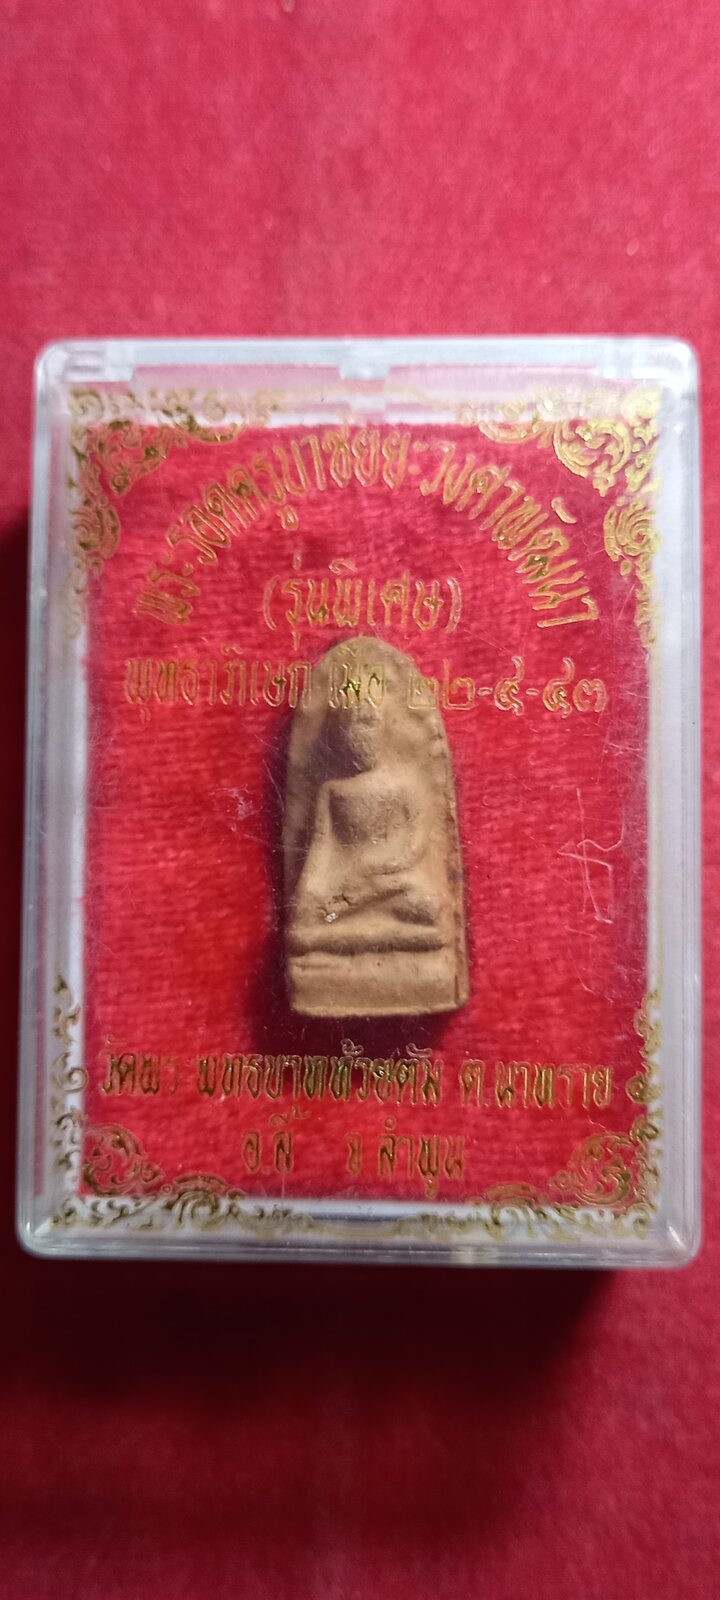 พระรอดครูบาชัยยะวงศาพัฒนา
(รุ่นพิเศษ)
พุทธาภิเษก เมื่อ ๒๒-๔-๔๓
วัดพระพุทธบาทห้วยต้ม ต.นาทราย
อ.ลี้ จ.ลำพูน